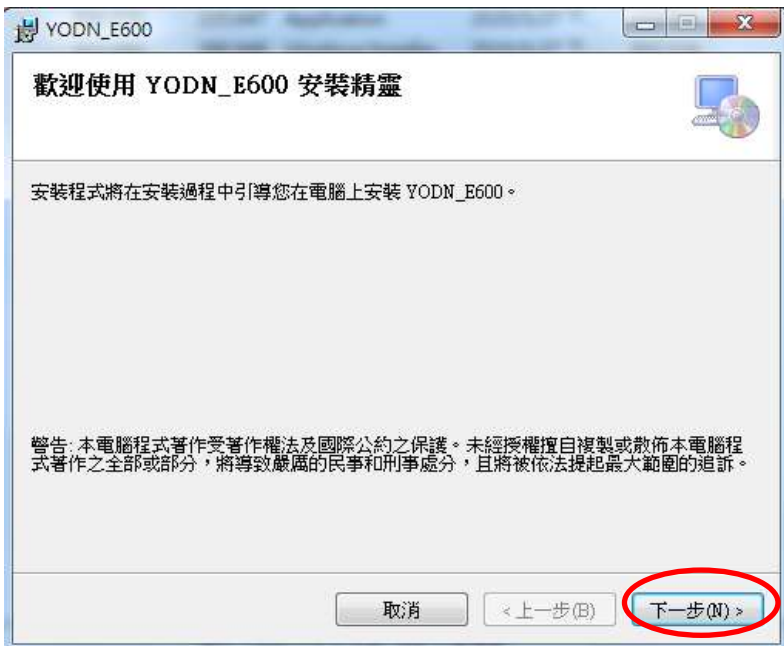 YODN_E600
歡迎使用 YODN_E600 安裝精靈
安裝程式將在安裝過程中引導您在電腦上安裝 YODN_E600。
警告: 本電腦程式著作受著作權法及國際公約之保護。未經授權擅自複製或散佈本電腦程
式著作之全部或部分，將導致嚴厲的民事和刑事處分，且將被依法提起最大範圍的追訴。
取消
<上一步(B)
下一步(N) >